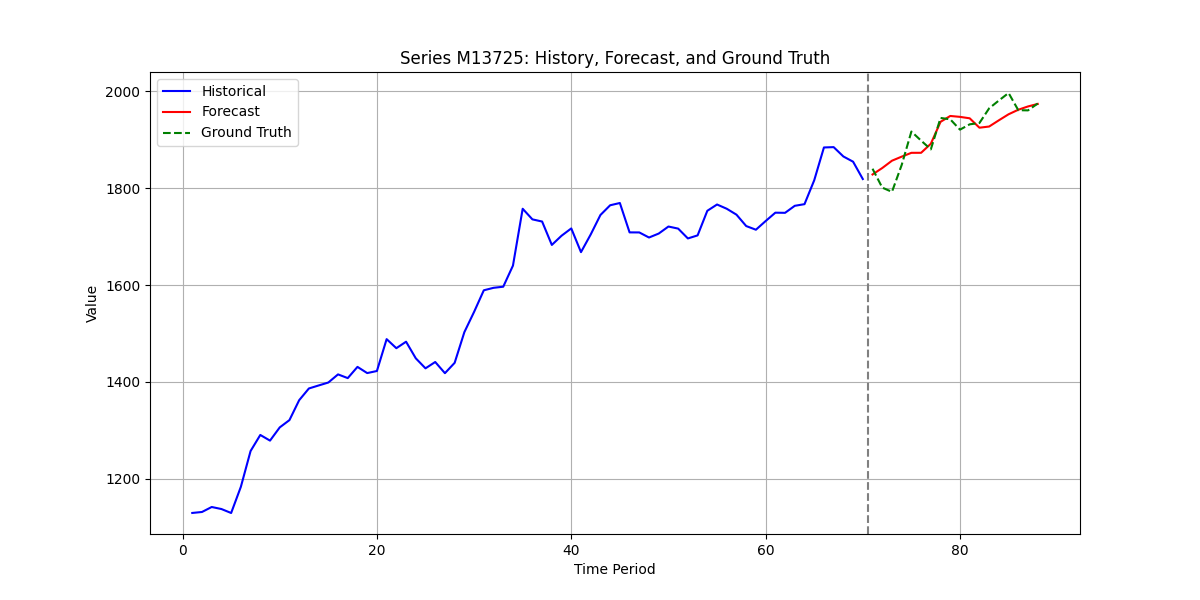 Series M13725: History, Forecast, and Ground Truth
Historical
Forecast
Ground Truth
2000
1800
1600
1400
1200
Value
0 20 40 60 80
Time Period